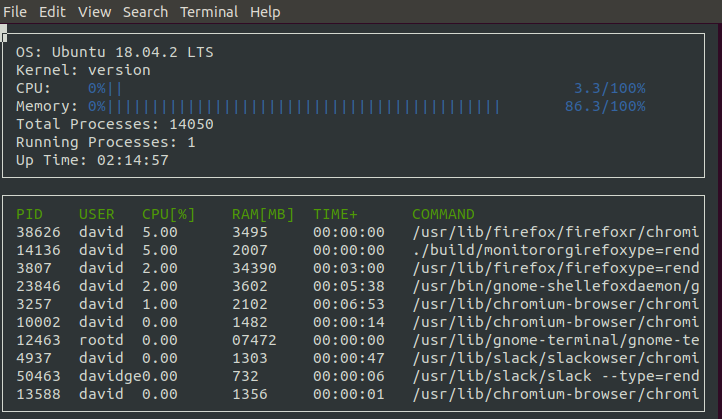 File Edit View Search Terminal Help
OS: Ubuntu 18.04.2 LTS
Kernel: version
CPU: 0%|| 3.3/100%
Memory: 0%|||||||||||||||||||||||||||||||||||||||||||| 86.3/100%
Total Processes: 14050
Running Processes: 1
Up Time: 02:14:57
PID USER CPU[%] RAM[MB] TIME+ COMMAND
38626 david 5.00 3495 00:00:00 /usr/lib/firefox/firefoxr/chromi
14136 david 5.00 2007 00:00:00 ./build/monitororgirefoxype=rend
3807 david 2.00 34390 00:03:00 /usr/lib/firefox/firefoxype=rend
23846 david 2.00 3602 00:05:38 /usr/bin/gnome-shellefoxdaemon/g
3257 david 1.00 2102 00:06:53 /usr/lib/chromium-browser/chromi
10002 david 0.00 1482 00:00:14 /usr/lib/chromium-browser/chromi
12463 rootd 0.00 07472 00:00:00 /usr/lib/gnome-terminal/gnome-te
4937 david 0.00 1303 00:00:47 /usr/lib/slack/slackowser/chromi
50463 davidge0.00 732 00:00:06 /usr/lib/slack/slack --type=rend
13588 david 0.00 1356 00:00:01 /usr/lib/chromium-browser/chromi